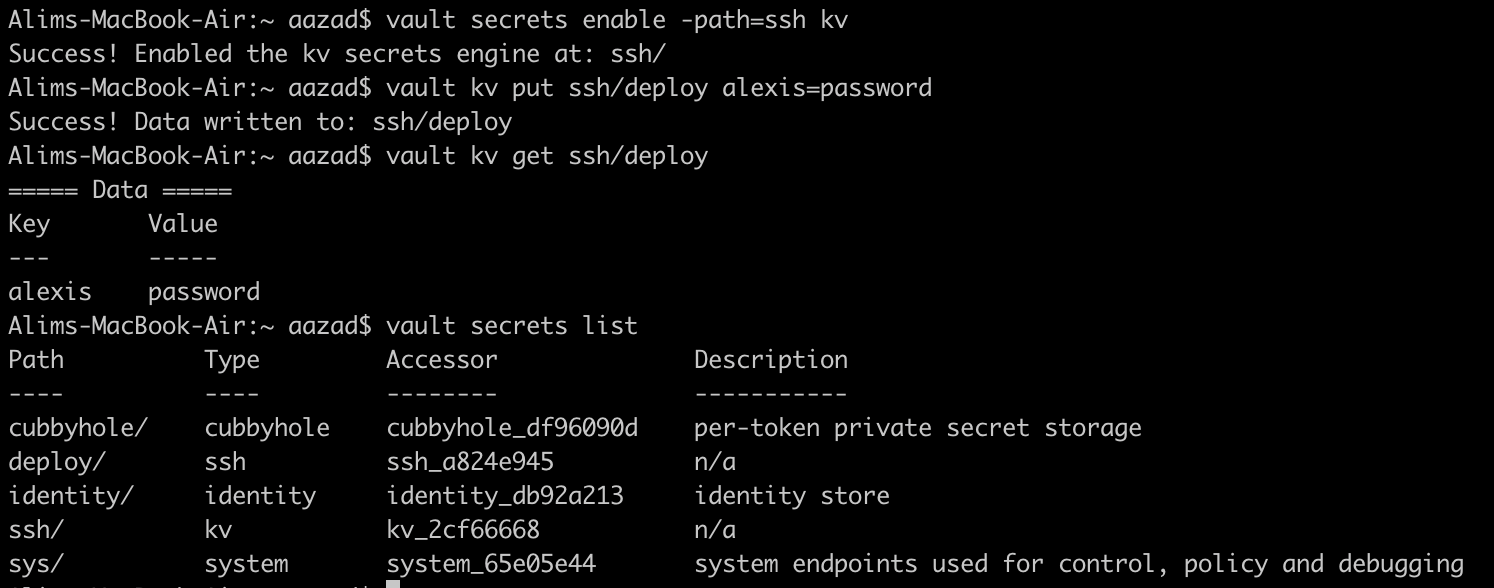 Alims-MacBook-Air:~ aazad$ vault secrets enable -path=ssh kv
Success! Enabled the kv secrets engine at: ssh/
Alims-MacBook-Air:~ aazad$ vault kv put ssh/deploy alexis=password
Success! Data written to: ssh/deploy
Alims-MacBook-Air:~ aazad$ vault kv get ssh/deploy
===== Data =====
Key       Value
---       -----
alexis    password
Alims-MacBook-Air:~ aazad$ vault secrets list
Path          Type         Accessor              Description
----          ----         --------              -----------
cubbyhole/    cubbyhole    cubbyhole_df96090d    per-token private secret storage
deploy/       ssh          ssh_a824e945          n/a
identity/     identity     identity_db92a213     identity store
ssh/          kv           kv_2cf66668           n/a
sys/          system       system_65e05e44       system endpoints used for control, policy and debugging